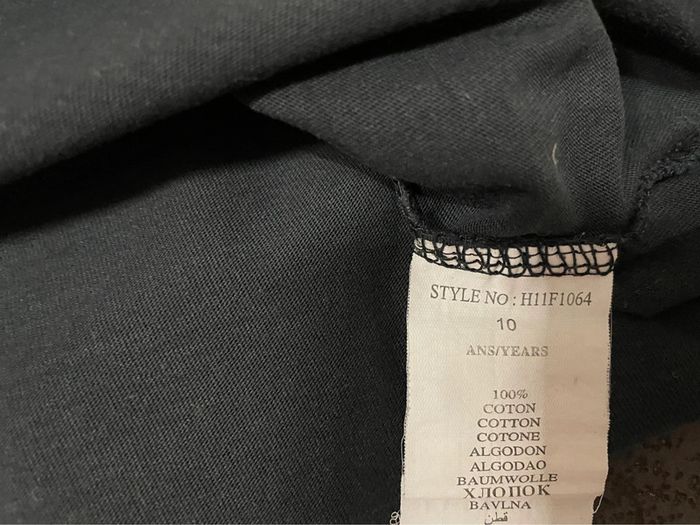 STYLE NO : H11F1064
10
ANS/YEARS
100%
COTON
COTTON
COTONE
ALGODON
ALGODAO
BAUMWOLLE
ХЛОПОК
BAVLNA
قطن